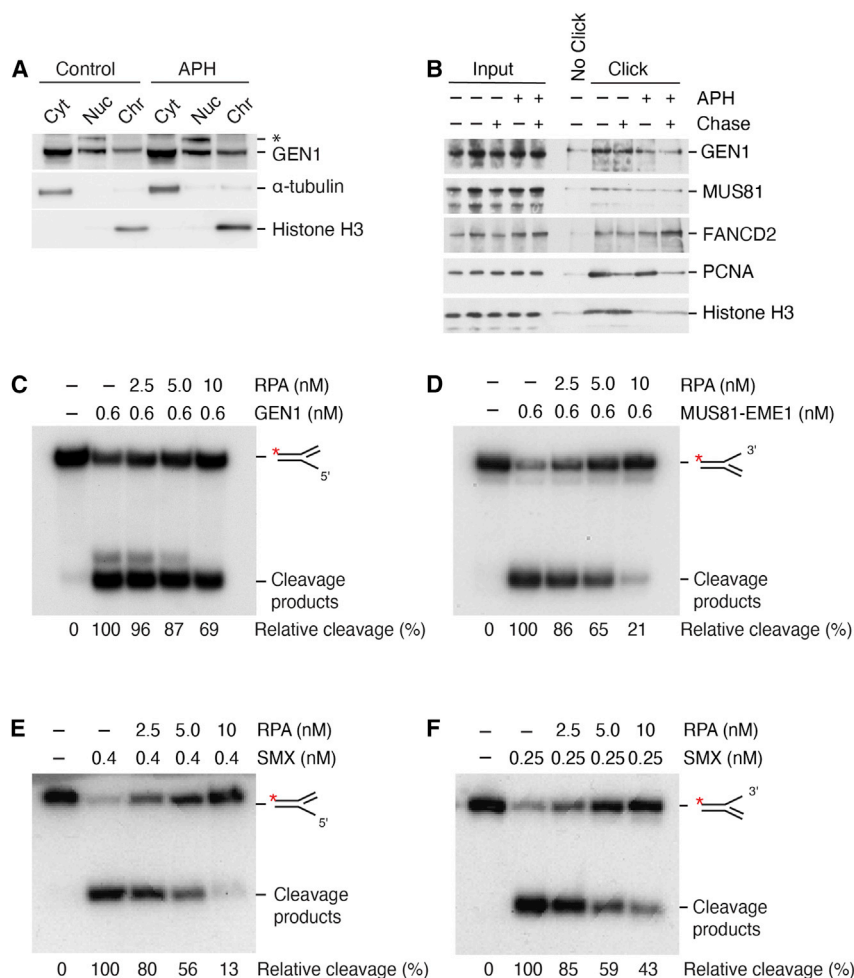 A
Control APH
Cyt Nuc Chr Cyt Nuc Chr
*
GEN1
α-tubulin
Histone H3
B
Input No Click Click
– – – + + – – – + + APH
– – + – + – – + – + Chase
GEN1
MUS81
FANCD2
PCNA
Histone H3
C
– – 2.5 5.0 10 RPA (nM)
– 0.6 0.6 0.6 0.6 GEN1 (nM)
*
5'
Cleavage
products
0 100 96 87 69 Relative cleavage (%)
D
– – 2.5 5.0 10 RPA (nM)
– 0.6 0.6 0.6 0.6 MUS81-EME1 (nM)
*
3'
Cleavage
products
0 100 86 65 21 Relative cleavage (%)
E
– – 2.5 5.0 10 RPA (nM)
– 0.4 0.4 0.4 0.4 SMX (nM)
*
5'
Cleavage
products
0 100 80 56 13 Relative cleavage (%)
F
– – 2.5 5.0 10 RPA (nM)
– 0.25 0.25 0.25 0.25 SMX (nM)
*
3'
Cleavage
products
0 100 85 59 43 Relative cleavage (%)